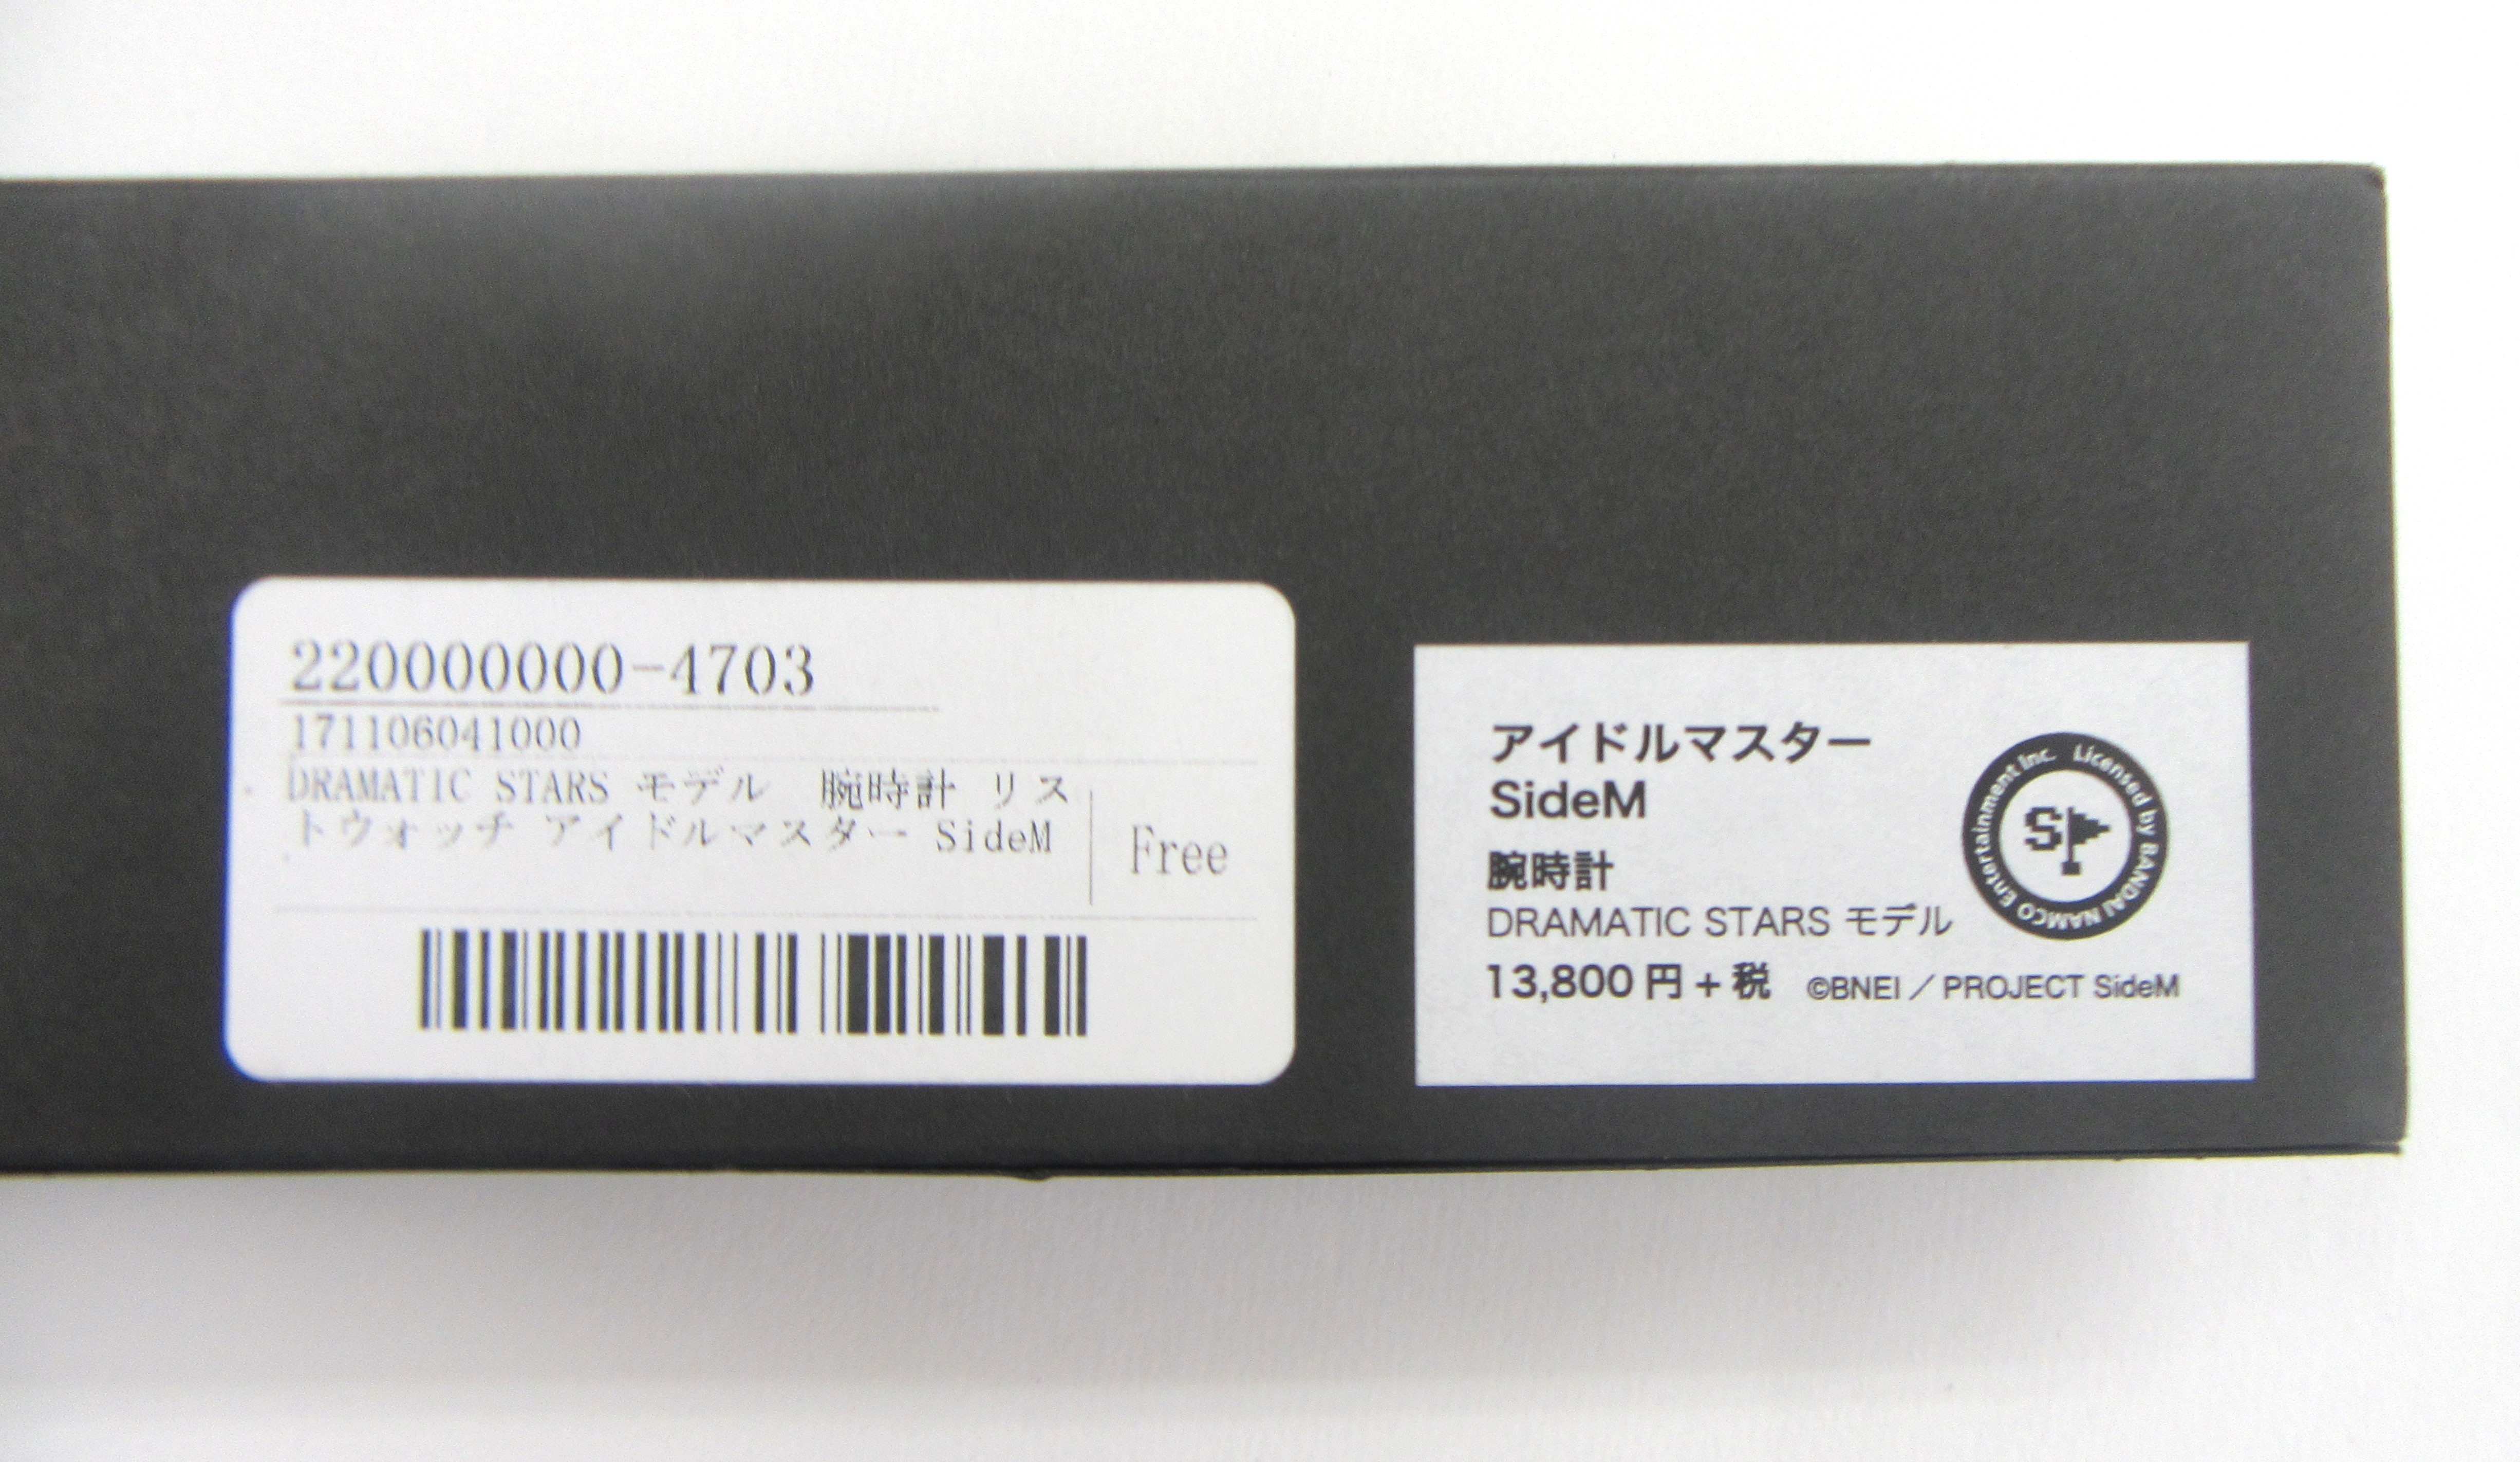 220000000-4703
171106041000
DRAMATIC STARS モデル　腕時計 リス
トウォッチ アイドルマスター SideM
Free
アイドルマスター
SideM
腕時計
DRAMATIC STARS モデル
13,800 円 + 税　©BNEI／PROJECT SideM
Licensed by BANDAI NAMCO Entertainment Inc.
S